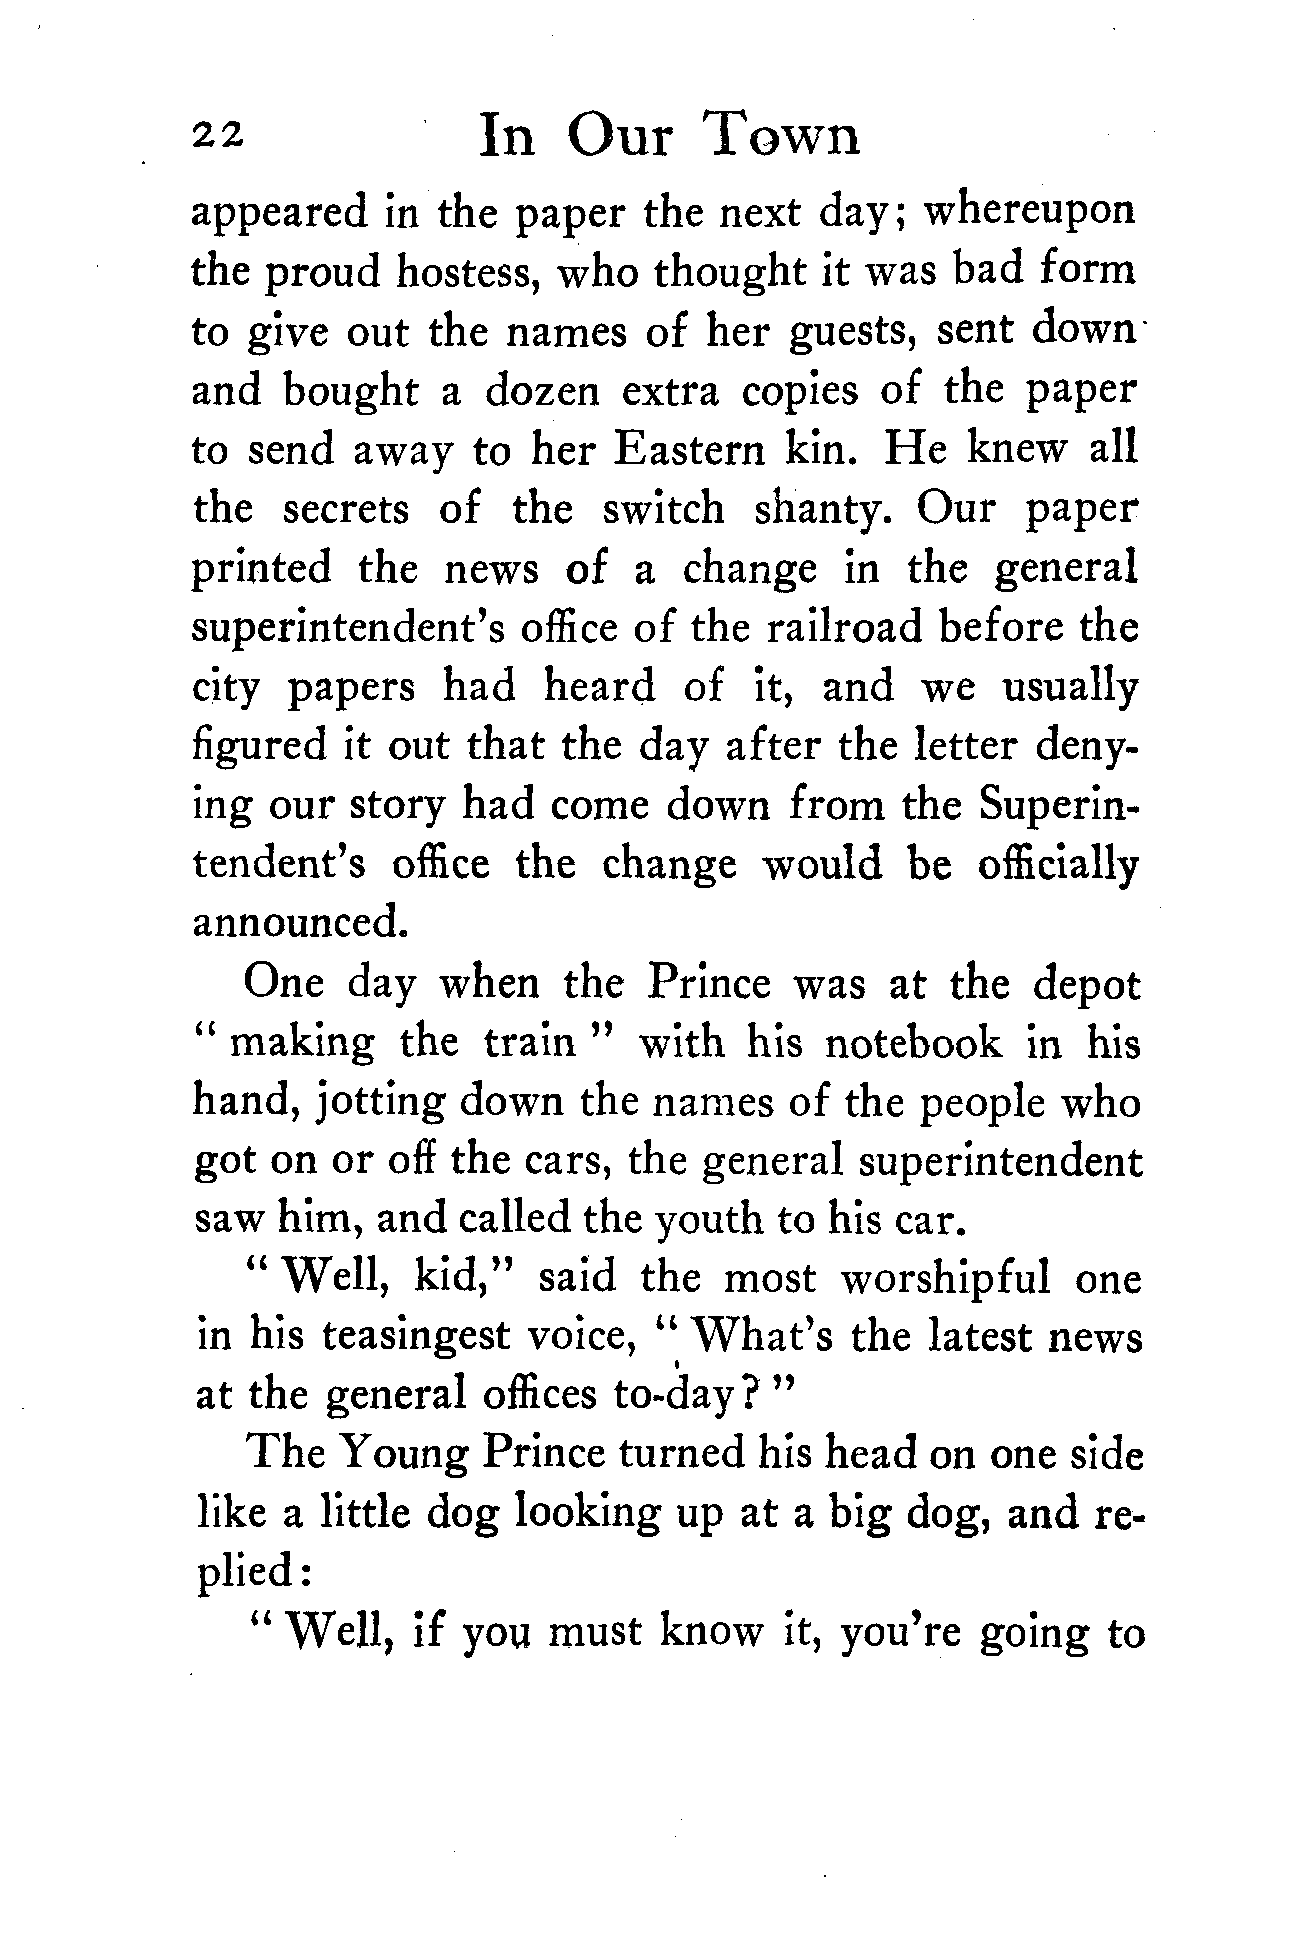 22 In Our Town
appeared in the paper the next day; whereupon
the proud hostess, who thought it was bad form
to give out the names of her guests, sent down
and bought a dozen extra copies of the paper
to send away to her Eastern kin. He knew all
the secrets of the switch shanty. Our paper
printed the news of a change in the general
superintendent's office of the railroad before the
city papers had heard of it, and we usually
figured it out that the day after the letter deny-
ing our story had come down from the Superin-
tendent's office the change would be officially
announced.
One day when the Prince was at the depot
" making the train " with his notebook in his
hand, jotting down the names of the people who
got on or off the cars, the general superintendent
saw him, and called the youth to his car.
" Well, kid," said the most worshipful one
in his teasingest voice, " What's the latest news
at the general offices to-day? "
The Young Prince turned his head on one side
like a little dog looking up at a big dog, and re-
plied:
" Well, if you must know it, you're going to